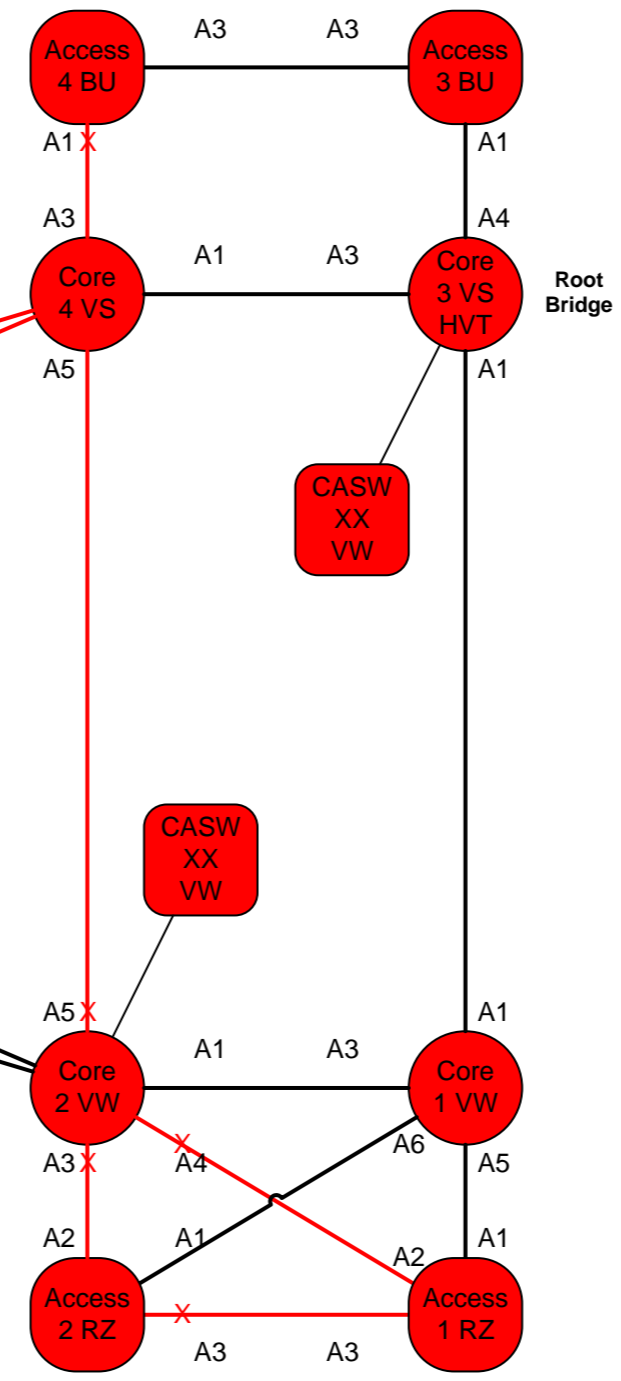 A3 A3
Access
4 BU
Access
3 BU
A1 X
A1
A3
A4
Core
4 VS
A1 A3
Core
3 VS
HVT
Root
Bridge
A5
A1
CASW
XX
VW
CASW
XX
VW
A5 X
A1
A1 A3
Core
2 VW
Core
1 VW
A3 X
X
A4
A6
A5
A2
A1
A2
A1
Access
2 RZ
X
Access
1 RZ
A3 A3